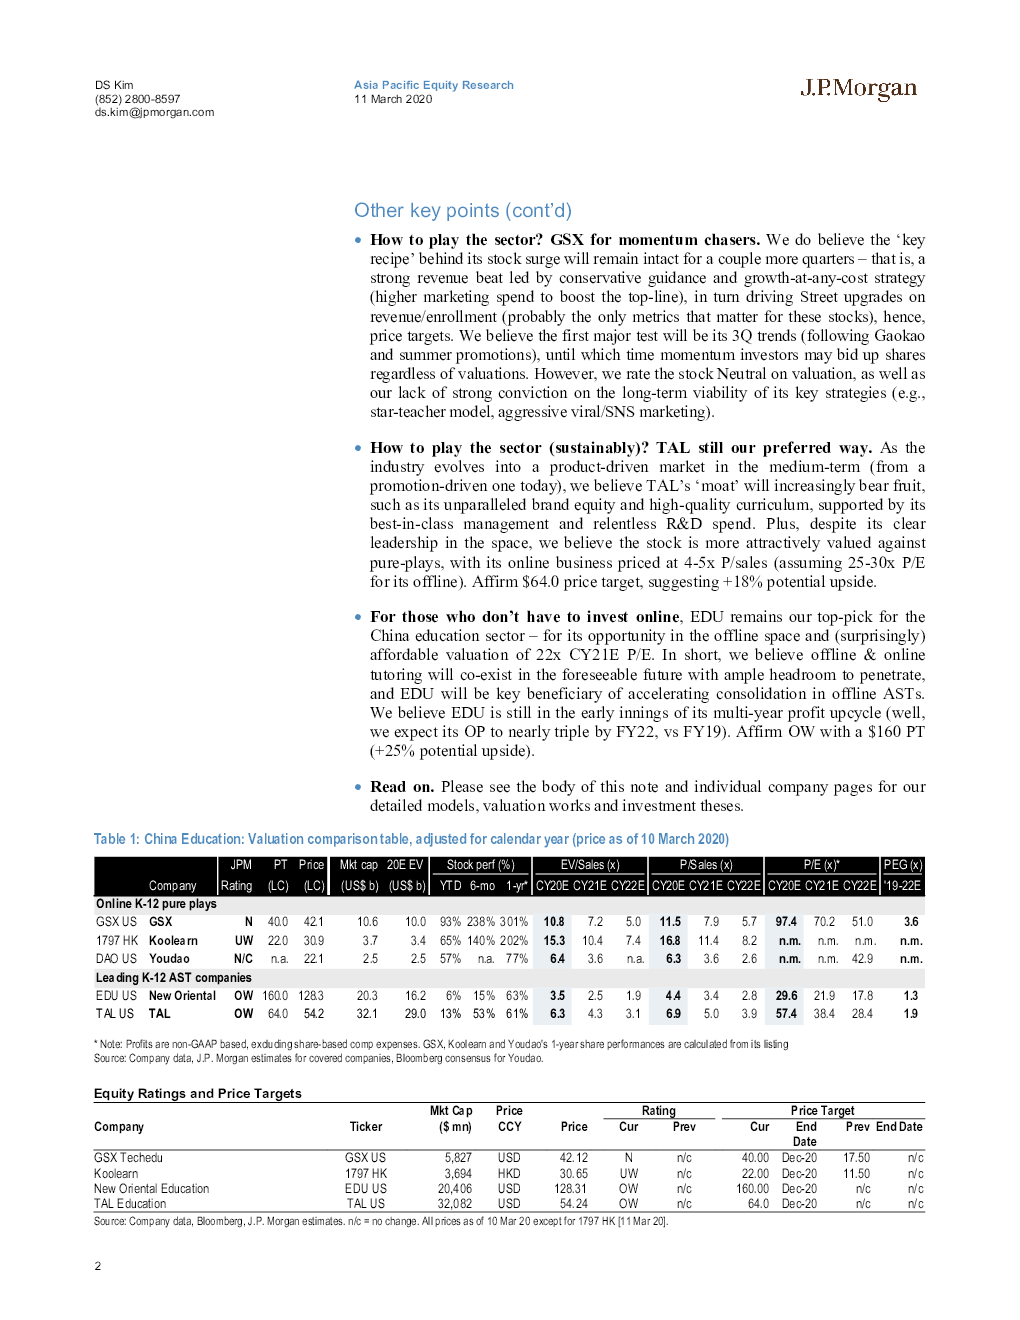 DS Kim
(852) 2800-8597
ds.kim@jpmorgan.com
Asia Pacific Equity Research
11 March 2020
J.P.Morgan
Other key points (cont’d)
• How to play the sector? GSX for momentum chasers. We do believe the ‘key
recipe’ behind its stock surge will remain intact for a couple more quarters – that is, a
strong revenue beat led by conservative guidance and growth-at-any-cost strategy
(higher marketing spend to boost the top-line), in turn driving Street upgrades on
revenue/enrollment (probably the only metrics that matter for these stocks), hence,
price targets. We believe the first major test will be its 3Q trends (following Gaokao
and summer promotions), until which time momentum investors may bid up shares
regardless of valuations. However, we rate the stock Neutral on valuation, as well as
our lack of strong conviction on the long-term viability of its key strategies (e.g.,
star-teacher model, aggressive viral/SNS marketing).
• How to play the sector (sustainably)? TAL still our preferred way. As the
industry evolves into a product-driven market in the medium-term (from a
promotion-driven one today), we believe TAL’s ‘moat’ will increasingly bear fruit,
such as its unparalleled brand equity and high-quality curriculum, supported by its
best-in-class management and relentless R&D spend. Plus, despite its clear
leadership in the space, we believe the stock is more attractively valued against
pure-plays, with its online business priced at 4-5x P/sales (assuming 25-30x P/E
for its offline). Affirm $64.0 price target, suggesting +18% potential upside.
• For those who don’t have to invest online, EDU remains our top-pick for the
China education sector – for its opportunity in the offline space and (surprisingly)
affordable valuation of 22x CY21E P/E. In short, we believe offline & online
tutoring will co-exist in the foreseeable future with ample headroom to penetrate,
and EDU will be key beneficiary of accelerating consolidation in offline ASTs.
We believe EDU is still in the early innings of its multi-year profit upcycle (well,
we expect its OP to nearly triple by FY22, vs FY19). Affirm OW with a $160 PT
(+25% potential upside).
• Read on. Please see the body of this note and individual company pages for our
detailed models, valuation works and investment theses.
Table 1: China Education: Valuation comparison table, adjusted for calendar year (price as of 10 March 2020)
JPM PT Price Mkt cap 20E EV Stock perf (%) EV/Sales (x) P/Sales (x) P/E (x)* PEG (x)
Company Rating (LC) (LC) (US$ b) (US$ b) YTD 6-mo 1-yr* CY20E CY21E CY22E CY20E CY21E CY22E CY20E CY21E CY22E '19-22E
Online K-12 pure plays
GSX US GSX N 40.0 42.1 10.6 10.0 93% 238% 301% 10.8 7.2 5.0 11.5 7.9 5.7 97.4 70.2 51.0 3.6
1797 HK Koolearn UW 22.0 30.9 3.7 3.4 65% 140% 202% 15.3 10.4 7.4 16.8 11.4 8.2 n.m. n.m. n.m. n.m.
DAO US Youdao N/C n.a. 22.1 2.5 2.5 57% n.a. 77% 6.4 3.6 n.a. 6.3 3.6 2.6 n.m. n.m. 42.9 n.m.
Leading K-12 AST companies
EDU US New Oriental OW 160.0 128.3 20.3 16.2 6% 15% 63% 3.5 2.5 1.9 4.4 3.4 2.8 29.6 21.9 17.8 1.3
TAL US TAL OW 64.0 54.2 32.1 29.0 13% 53% 61% 6.3 4.3 3.1 6.9 5.0 3.9 57.4 38.4 28.4 1.9
* Note: Profits are non-GAAP based, excluding share-based comp expenses. GSX, Koolearn and Youdao's 1-year share performances are calculated from its listing
Source: Company data, J.P. Morgan estimates for covered companies, Bloomberg consensus for Youdao.
Equity Ratings and Price Targets
Mkt Cap Price Rating Price Target
Company Ticker ($ mn) CCY Price Cur Prev Cur End Prev End Date
Date
GSX Techedu GSX US 5,827 USD 42.12 N n/c 40.00 Dec-20 17.50 n/c
Koolearn 1797 HK 3,694 HKD 30.65 UW n/c 22.00 Dec-20 11.50 n/c
New Oriental Education EDU US 20,406 USD 128.31 OW n/c 160.00 Dec-20 n/c n/c
TAL Education TAL US 32,082 USD 54.24 OW n/c 64.0 Dec-20 n/c n/c
Source: Company data, Bloomberg, J.P. Morgan estimates. n/c = no change. All prices as of 10 Mar 20 except for 1797 HK [11 Mar 20].
2